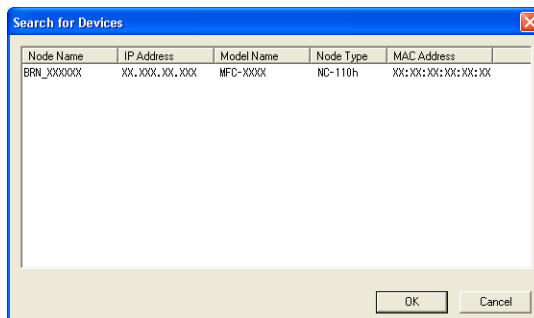 Search for Devices
Node Name IP Address Model Name Node Type MAC Address
BRN_XXXXXX XX.XXX.XX.XXX MFC-XXXX NC-110h XX:XX:XX:XX:XX:XX
OK Cancel